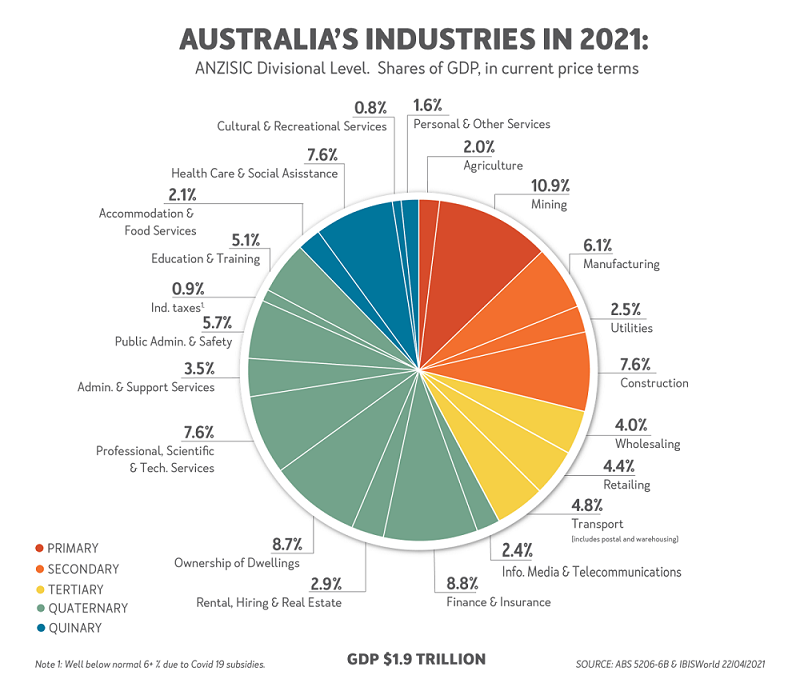 AUSTRALIA'S INDUSTRIES IN 2021:
ANZISIC Divisional Level. Shares of GDP, in current price terms
0.8%
Cultural & Recreational Services
1.6%
Personal & Other Services
7.6%
Health Care & Social Asisstance
2.0%
Agriculture
2.1%
Accommodation &
Food Services
10.9%
Mining
5.1%
Education & Training
6.1%
Manufacturing
0.9%
Ind. taxes¹
2.5%
Utilities
5.7%
Public Admin. & Safety
3.5%
Admin. & Support Services
7.6%
Construction
7.6%
Professional, Scientific
& Tech. Services
4.0%
Wholesaling
4.4%
Retailing
4.8%
Transport
[includes postal and warehousing]
8.7%
Ownership of Dwellings
2.4%
Info. Media & Telecommunications
2.9%
Rental, Hiring & Real Estate
8.8%
Finance & Insurance
PRIMARY
SECONDARY
TERTIARY
QUATERNARY
QUINARY
Note 1: Well below normal 6+ % due to Covid 19 subsidies.
GDP $1.9 TRILLION
SOURCE: ABS 5206-6B & IBISWorld 22/04/2021